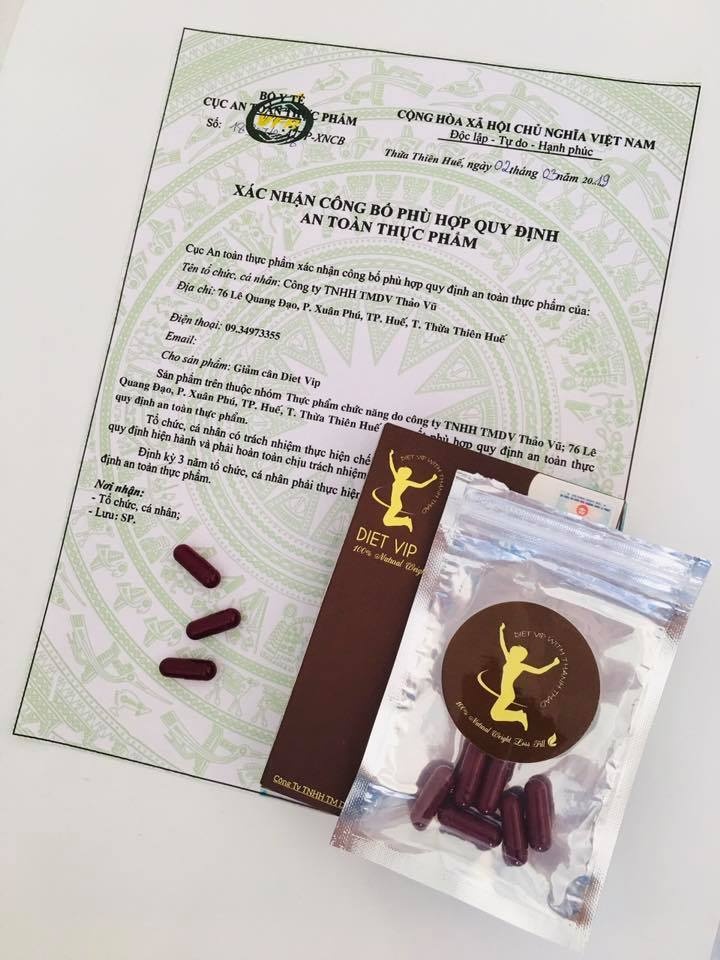 BỘ Y TẾ
CỤC AN TOÀN THỰC PHẨM
Số: P-XNCB
CỘNG HÒA XÃ HỘI CHỦ NGHĨA VIỆT NAM
Độc lập - Tự do - Hạnh phúc
Thừa Thiên Huế, ngày 02 tháng 03 năm 2019
XÁC NHẬN CÔNG BỐ PHÙ HỢP QUY ĐỊNH
AN TOÀN THỰC PHẨM
Cục An toàn thực phẩm xác nhận công bố phù hợp quy định an toàn thực phẩm của:
Tên tổ chức, cá nhân: Công ty TNHH TMDV Thảo Vũ
Địa chỉ: 76 Lê Quang Đạo, P. Xuân Phú, TP. Huế, T. Thừa Thiên Huế
Điện thoại: 09.34973355
Email:
Cho sản phẩm: Giảm cân Diet Vip
Sản phẩm trên thuộc nhóm Thực phẩm chức năng do công ty TNHH TMDV Thảo Vũ; 76 Lê
Quang Đạo, P. Xuân Phú, TP. Huế, T. Thừa Thiên Huế phù hợp quy định an toàn thực
quy định an toàn thực phẩm.
Tổ chức, cá nhân có trách nhiệm thực hiện chế
quy định hiện hành và phải hoàn toàn chịu trách nhiệm
Định kỳ 3 năm tổ chức, cá nhân phải thực hiện
định an toàn thực phẩm.
Nơi nhận:
- Tổ chức, cá nhân;
- Lưu: SP.
DIET VIP WITH THANH THAO
DIET VIP
100% Natural Weigh
Công Ty TNHH TM D
DIET VIP WITH THANH THAO
100% Natural Weight Loss Pill